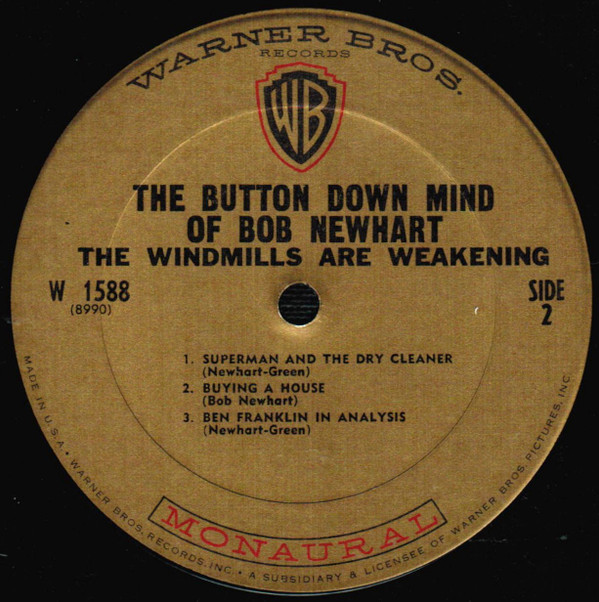 WARNER BROS.
RECORDS
WB
THE BUTTON DOWN MIND
OF BOB NEWHART
THE WINDMILLS ARE WEAKENING
W 1588
(8990)
SIDE
2
1. SUPERMAN AND THE DRY CLEANER
(Newhart-Green)
2. BUYING A HOUSE
(Bob Newhart)
3. BEN FRANKLIN IN ANALYSIS
(Newhart-Green)
MONAURAL
MADE IN U.S.A. • WARNER BROS. RECORDS, INC. • A SUBSIDIARY & LICENSEE OF WARNER BROS. PICTURES, INC.